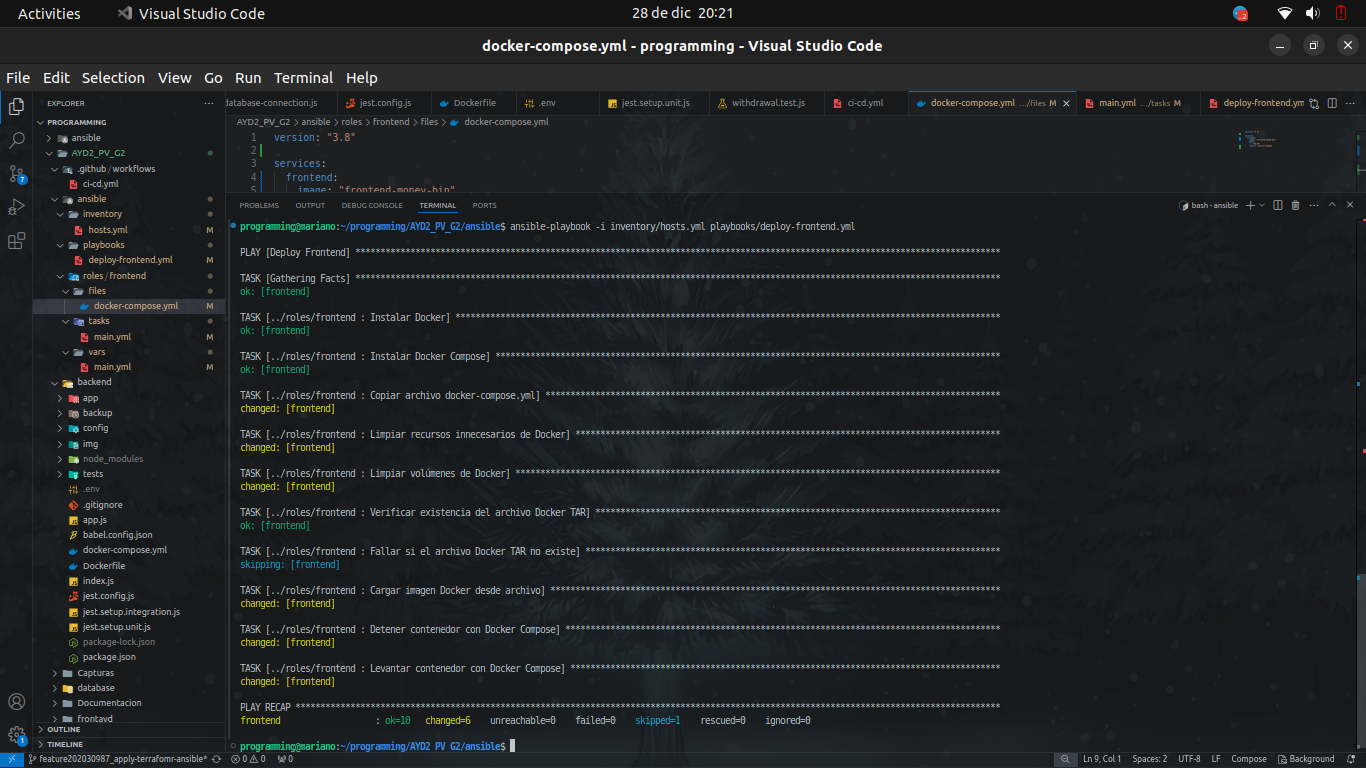 Activities
Visual Studio Code
28 de dic 20:21
docker-compose.yml - programming - Visual Studio Code
File Edit Selection View Go Run Terminal Help
EXPLORER
PROGRAMMING
ansible
AYD2_PV_G2
.github/workflows
ci-cd.yml
ansible
inventory
hosts.yml M
playbooks
deploy-frontend.yml M
roles/frontend
files
docker-compose.yml M
tasks
main.yml M
vars
main.yml M
backend
app
backup
config
img
node_modules
tests
.env
.gitignore
app.js
babel.config.json
docker-compose.yml
Dockerfile
index.js
jest.config.js
jest.setup.integration.js
jest.setup.unit.js
package-lock.json
package.json
Capturas
database
Documentacion
frontavd
OUTLINE
TIMELINE
database-connection.js jest.config.js Dockerfile .env jest.setup.unit.js withdrawal.test.js ci-cd.yml docker-compose.yml .../files M main.yml .../tasks M deploy-frontend.ym
AYD2_PV_G2 > ansible > roles > frontend > files > docker-compose.yml
1 version: "3.8"
2
3 services:
4 frontend:
5 image: "frontend-money-bin"
PROBLEMS OUTPUT DEBUG CONSOLE TERMINAL PORTS
bash - ansible
programming@mariano:~/programming/AYD2_PV_G2/ansible$ ansible-playbook -i inventory/hosts.yml playbooks/deploy-frontend.yml
PLAY [Deploy Frontend] *********************************************************************************************************************************
TASK [Gathering Facts] *********************************************************************************************************************************
ok: [frontend]
TASK [../roles/frontend : Instalar Docker] *************************************************************************************************************
ok: [frontend]
TASK [../roles/frontend : Instalar Docker Compose] *****************************************************************************************************
ok: [frontend]
TASK [../roles/frontend : Copiar archivo docker-compose.yml] *******************************************************************************************
changed: [frontend]
TASK [../roles/frontend : Limpiar recursos innecesarios de Docker] *************************************************************************************
changed: [frontend]
TASK [../roles/frontend : Limpiar volúmenes de Docker] *************************************************************************************************
changed: [frontend]
TASK [../roles/frontend : Verificar existencia del archivo Docker TAR] *********************************************************************************
ok: [frontend]
TASK [../roles/frontend : Fallar si el archivo Docker TAR no existe] ***********************************************************************************
skipping: [frontend]
TASK [../roles/frontend : Cargar imagen Docker desde archivo] ******************************************************************************************
changed: [frontend]
TASK [../roles/frontend : Detener contenedor con Docker Compose] ***************************************************************************************
changed: [frontend]
TASK [../roles/frontend : Levantar contenedor con Docker Compose] **************************************************************************************
changed: [frontend]
PLAY RECAP *********************************************************************************************************************************************
frontend : ok=10 changed=6 unreachable=0 failed=0 skipped=1 rescued=0 ignored=0
programming@mariano:~/programming/AYD2_PV_G2/ansible$
feature202030987_apply-terrafomr-ansible* 0 0 0 Ln 9, Col 1 Spaces: 2 UTF-8 LF Compose Background